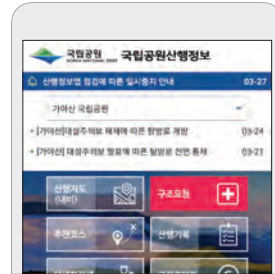 국립공원 국립공원산행정보
KOREA NATIONAL PARK
산행정보앱 점검에 따른 일시중지 안내 03-27
가야산 국립공원
[가야산]대설주의보 해제에 따른 탐방로 개방 03-24
[가야산] 대설주의보 발표에 따른 탐방로 전면 통제 03-21
산행지도 구조요청
(내비)
추천코스 산행기록